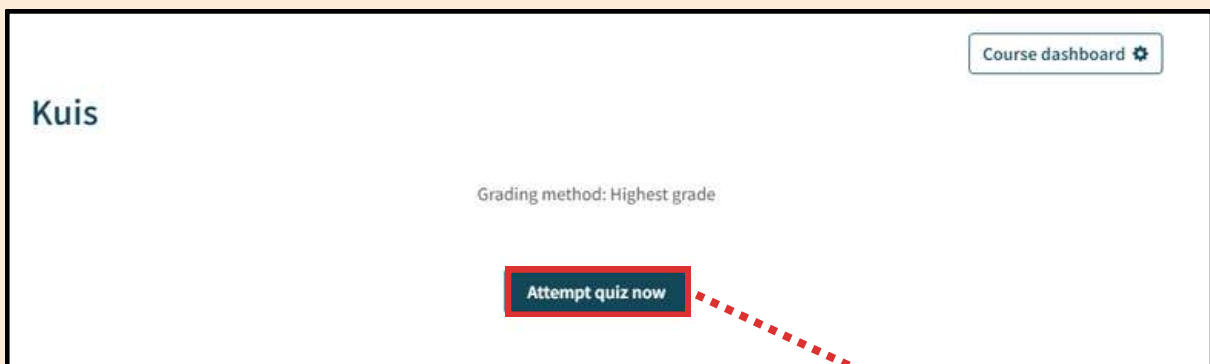 Course dashboard
Kuis
Grading method: Highest grade
Attempt quiz now